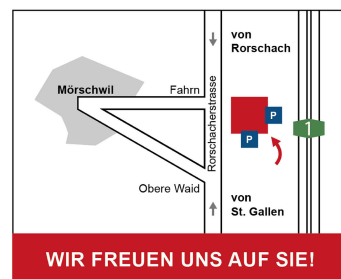 von
Rorschach
Mörschwil
Fahrn
Rorschacherstrasse
P
1
P
Obere Waid
von
St. Gallen
WIR FREUEN UNS AUF SIE!